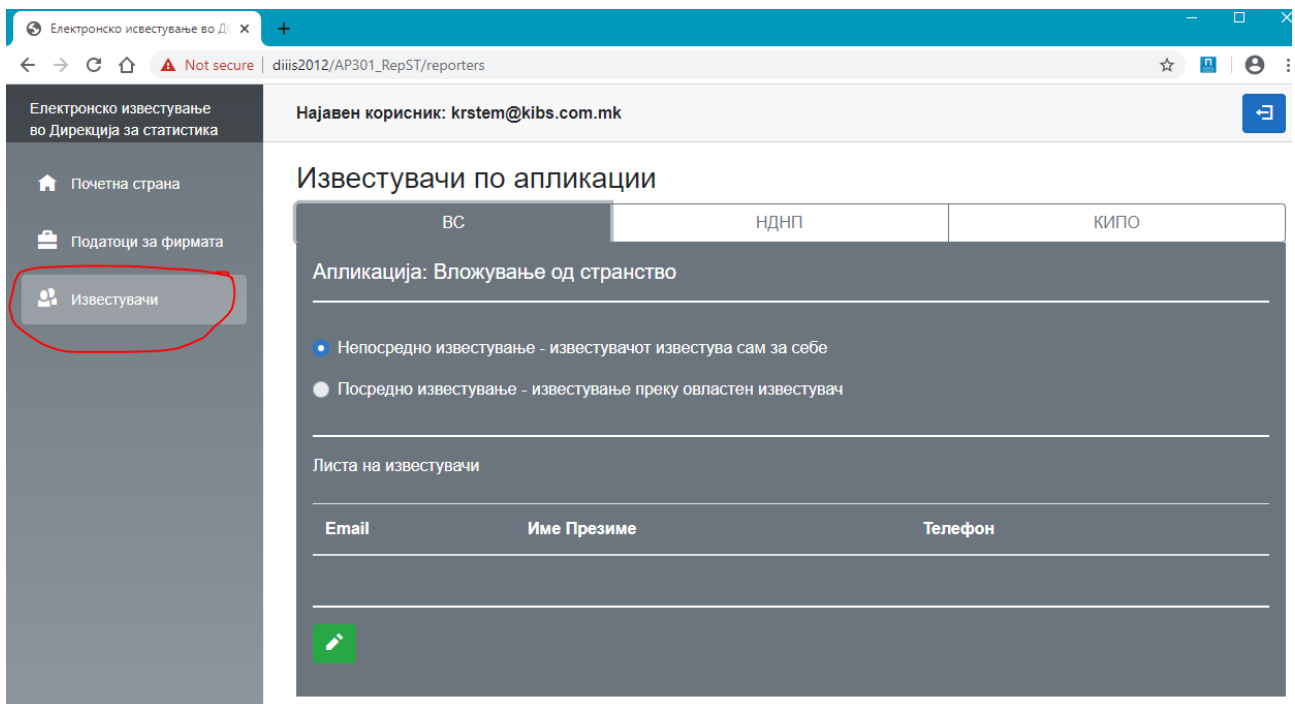 Електронско исвестување во ДС
Not secure | diiis2012/AP301_RepST/reporters
Електронско известување
во Дирекција за статистика
Најавен корисник: krstem@kibs.com.mk
Почетна страна
Податоци за фирмата
Известувачи
Известувачи по апликации
ВС
НДНП
КИПО
Апликација: Вложување од странство
Непосредно известување - известувачот известува сам за себе
Посредно известување - известување преку овластен известувач
Листа на известувачи
Email Име Презиме Телефон